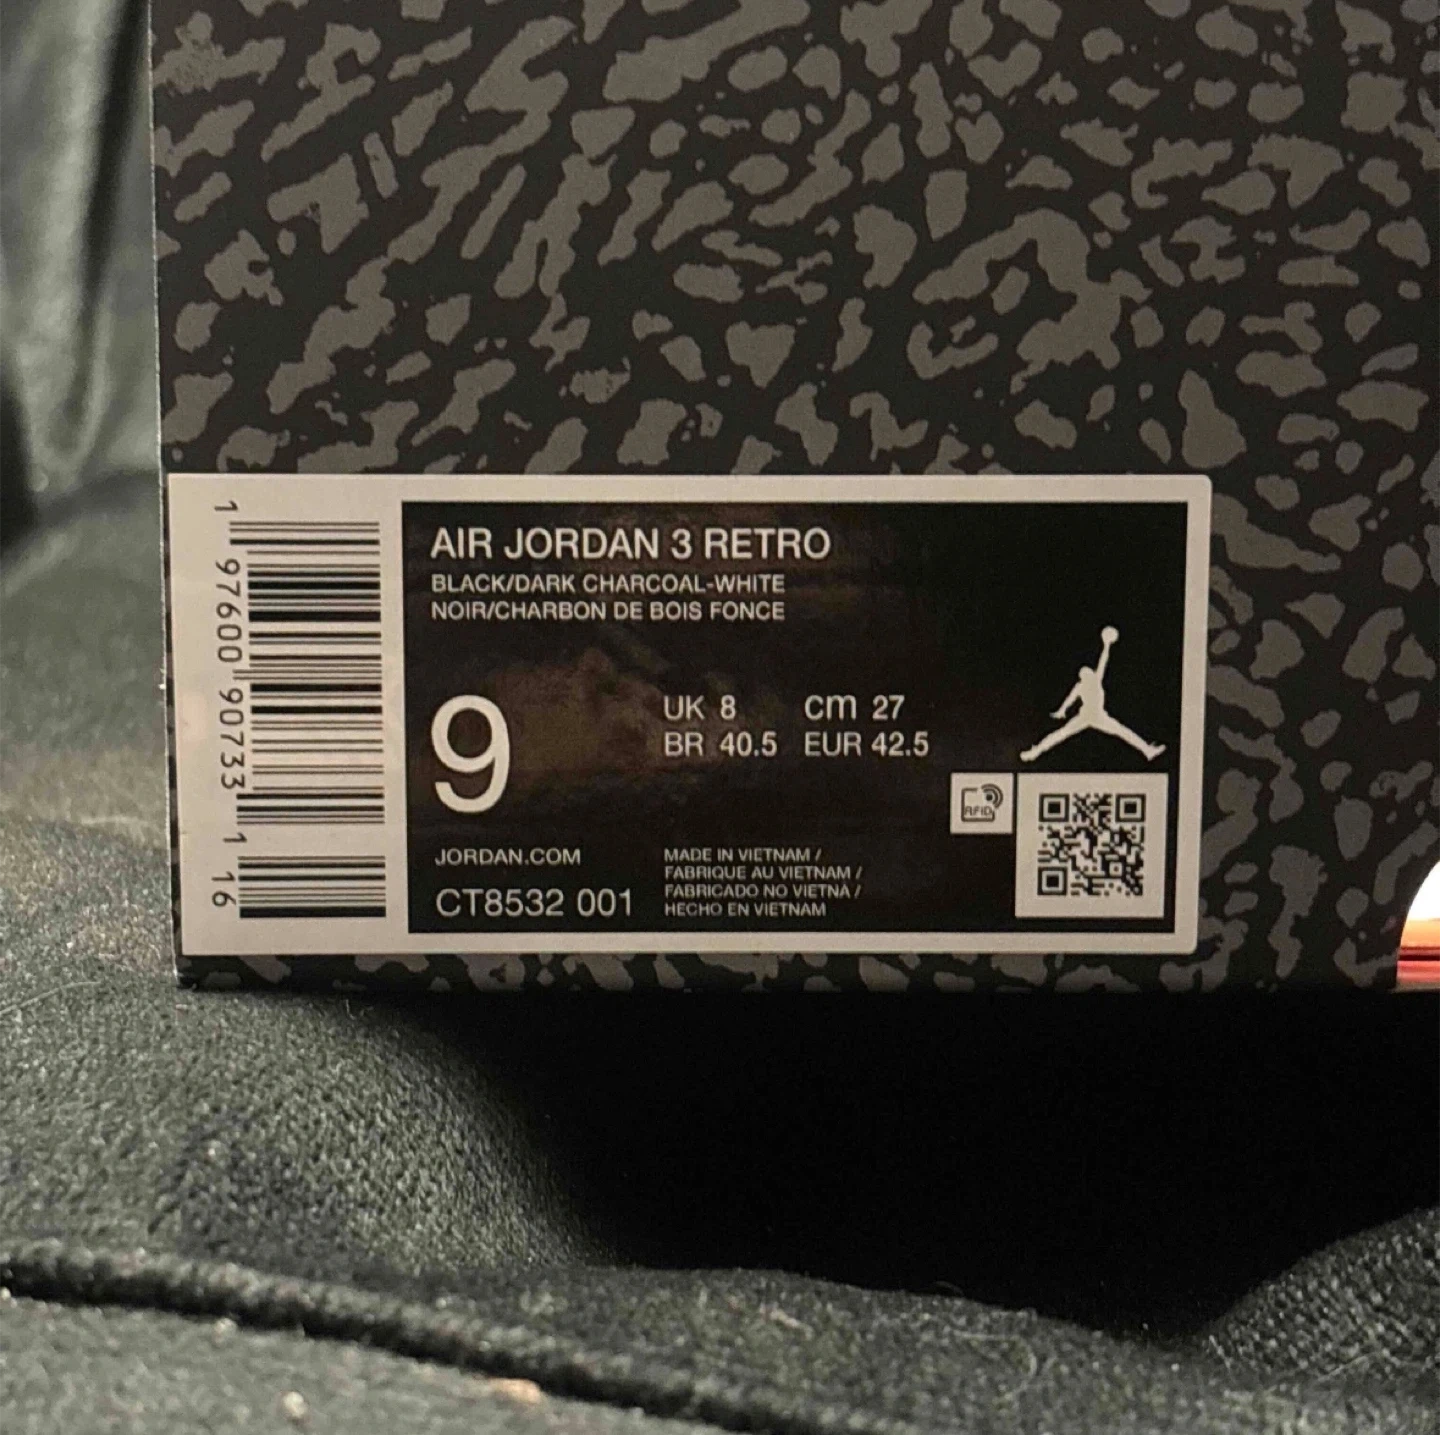 1 97600 90733 1 16
AIR JORDAN 3 RETRO
BLACK/DARK CHARCOAL-WHITE
NOIR/CHARBON DE BOIS FONCE
9
UK 8 cm 27
BR 40.5 EUR 42.5
RFID
JORDAN.COM
CT8532 001
MADE IN VIETNAM /
FABRIQUE AU VIETNAM /
FABRICADO NO VIETNÃ /
HECHO EN VIETNAM